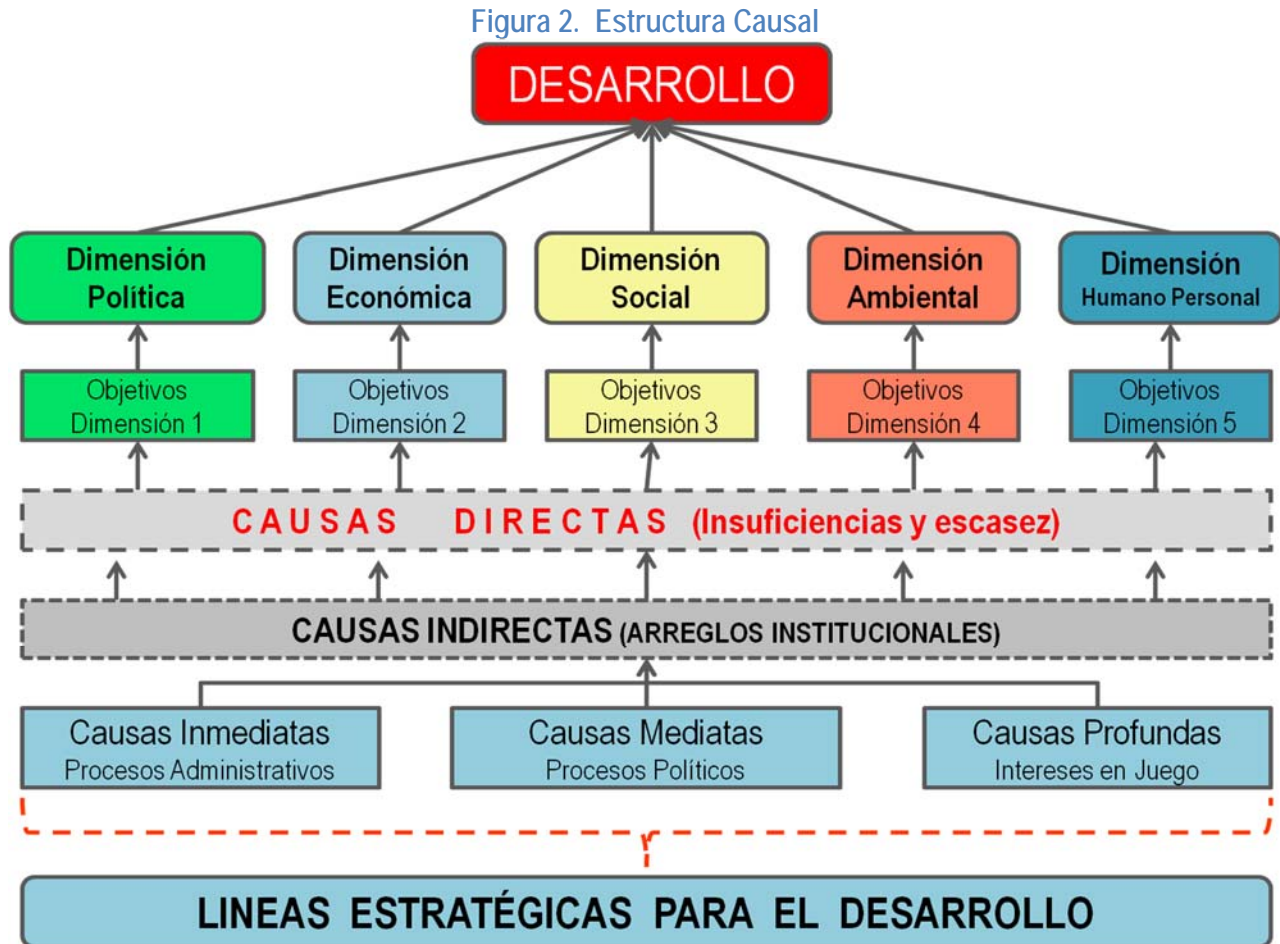 Figura 2. Estructura Causal
DESARROLLO
Dimensión
Política
Dimensión
Económica
Dimensión
Social
Dimensión
Ambiental
Dimensión
Humano Personal
Objetivos
Dimensión 1
Objetivos
Dimensión 2
Objetivos
Dimensión 3
Objetivos
Dimensión 4
Objetivos
Dimensión 5
CAUSAS DIRECTAS (Insuficiencias y escasez)
CAUSAS INDIRECTAS (ARREGLOS INSTITUCIONALES)
Causas Inmediatas
Procesos Administrativos
Causas Mediatas
Procesos Políticos
Causas Profundas
Intereses en Juego
LINEAS ESTRATÉGICAS PARA EL DESARROLLO